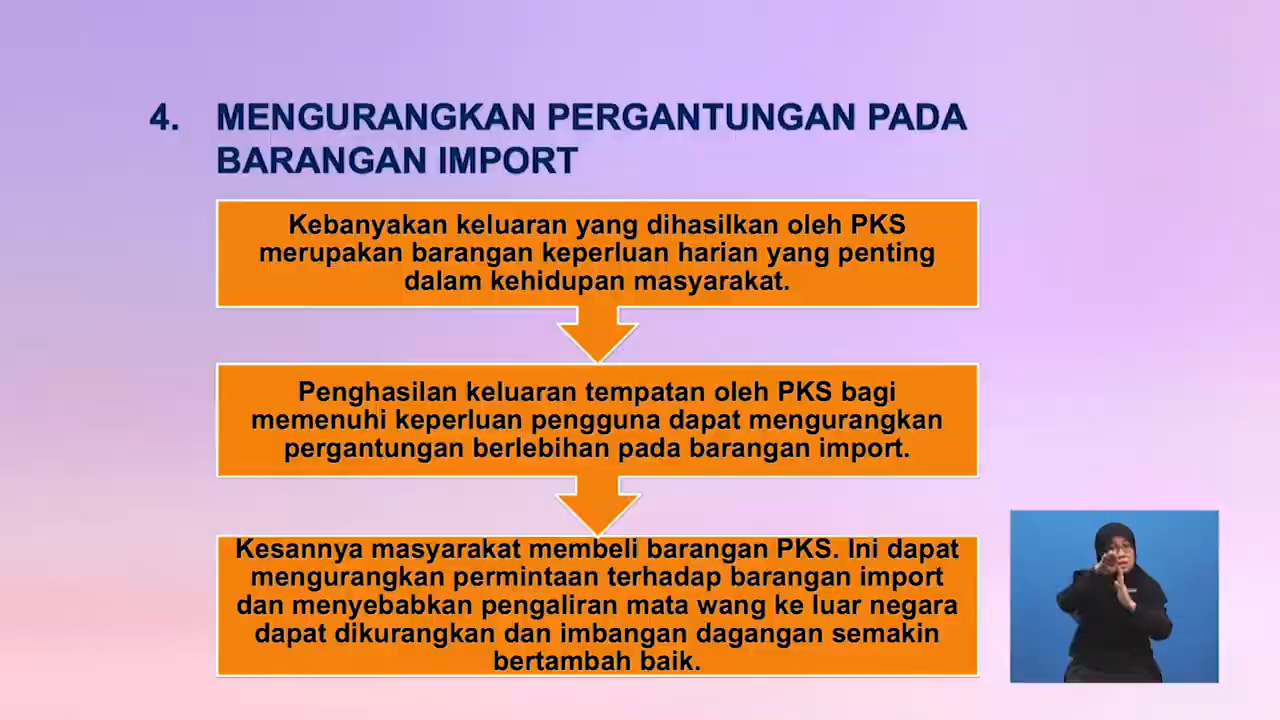 4. MENGURANGKAN PERGANTUNGAN PADA
BARANGAN IMPORT
Kebanyakan keluaran yang dihasilkan oleh PKS
merupakan barangan keperluan harian yang penting
dalam kehidupan masyarakat.
Penghasilan keluaran tempatan oleh PKS bagi
memenuhi keperluan pengguna dapat mengurangkan
pergantungan berlebihan pada barangan import.
Kesannya masyarakat membeli barangan PKS. Ini dapat
mengurangkan permintaan terhadap barangan import
dan menyebabkan pengaliran mata wang ke luar negara
dapat dikurangkan dan imbangan dagangan semakin
bertambah baik.